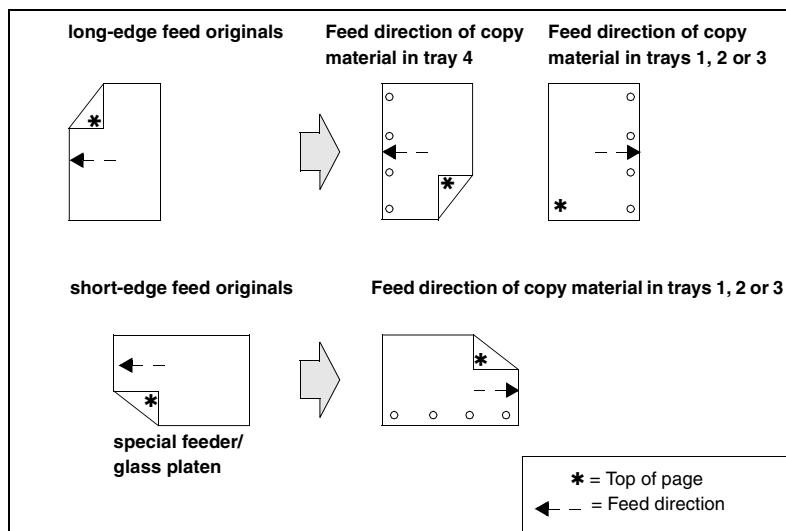 long-edge feed originals
Feed direction of copy
material in tray 4
Feed direction of copy
material in trays 1, 2 or 3
*
*
*
short-edge feed originals
Feed direction of copy material in trays 1, 2 or 3
*
*
special feeder/
glass platen
* = Top of page
= Feed direction